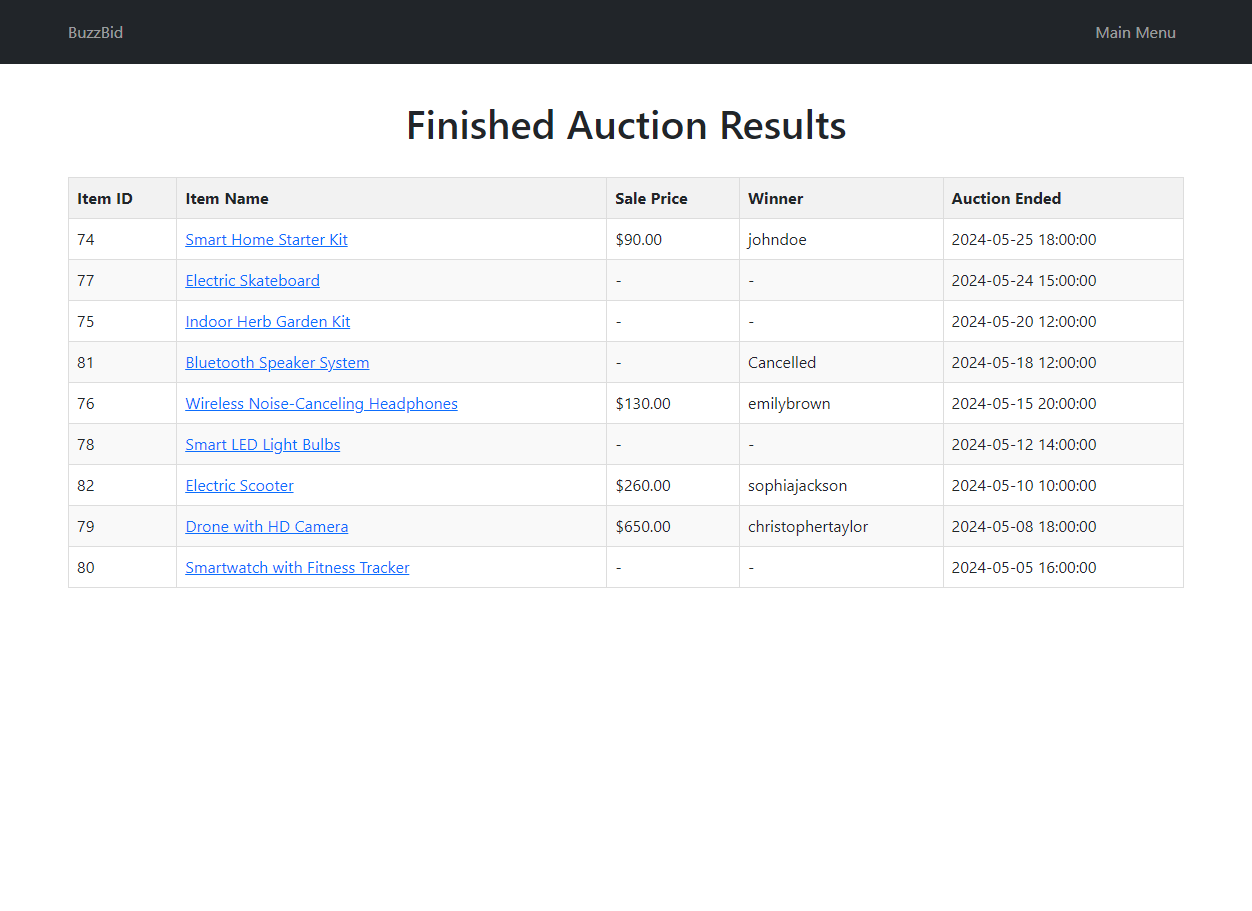 BuzzBid Main Menu
Finished Auction Results
Item ID Item Name Sale Price Winner Auction Ended
74 Smart Home Starter Kit $90.00 johndoe 2024-05-25 18:00:00
77 Electric Skateboard - - 2024-05-24 15:00:00
75 Indoor Herb Garden Kit - - 2024-05-20 12:00:00
81 Bluetooth Speaker System - Cancelled 2024-05-18 12:00:00
76 Wireless Noise-Canceling Headphones $130.00 emilybrown 2024-05-15 20:00:00
78 Smart LED Light Bulbs - - 2024-05-12 14:00:00
82 Electric Scooter $260.00 sophiajackson 2024-05-10 10:00:00
79 Drone with HD Camera $650.00 christophertaylor 2024-05-08 18:00:00
80 Smartwatch with Fitness Tracker - - 2024-05-05 16:00:00